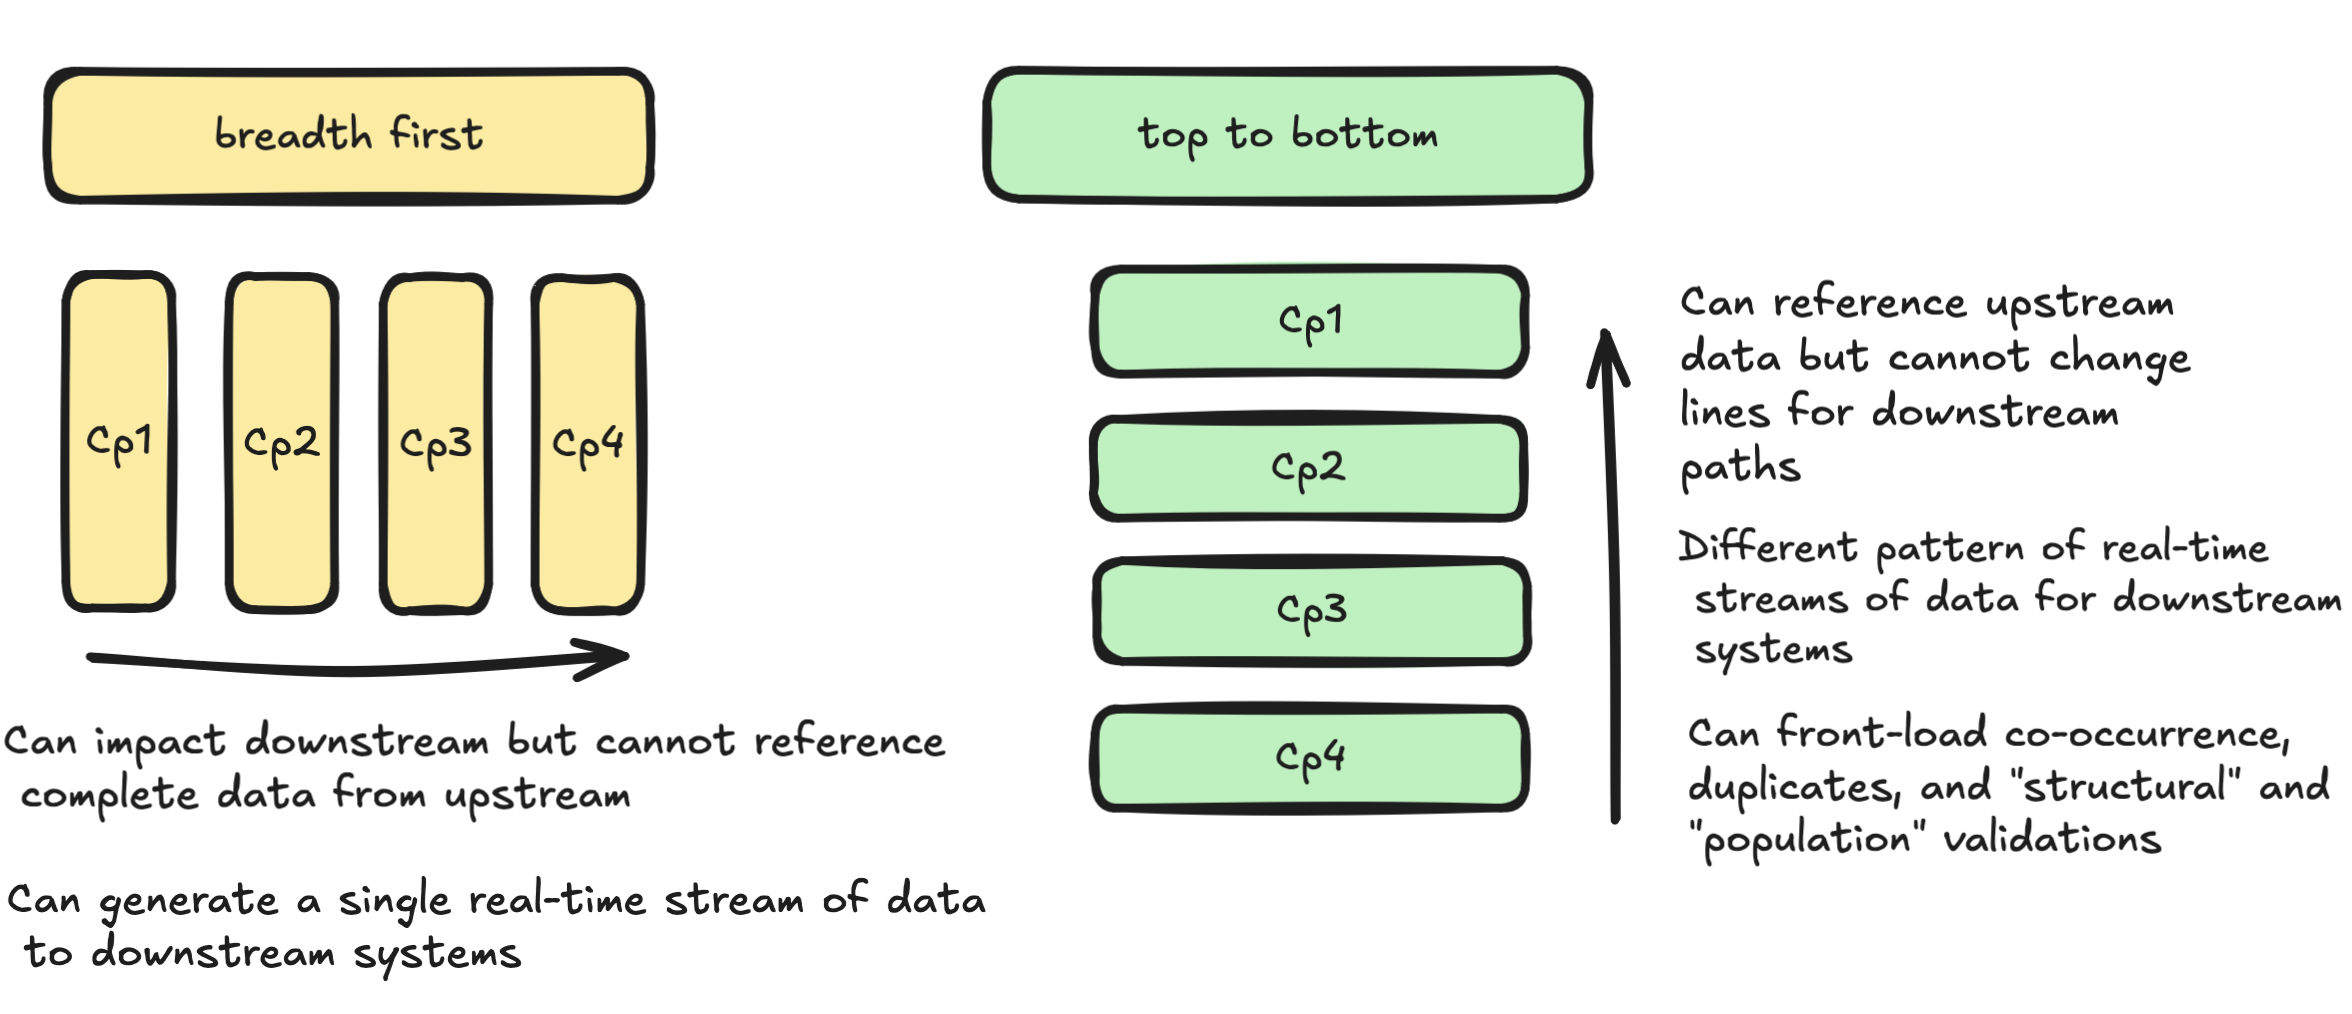 breadth first
Cp1
Cp2
Cp3
Cp4
Can impact downstream but cannot reference
complete data from upstream
Can generate a single real-time stream of data
to downstream systems
top to bottom
Cp1
Cp2
Cp3
Cp4
Can reference upstream
data but cannot change
lines for downstream
paths
Different pattern of real-time
streams of data for downstream
systems
Can front-load co-occurrence,
duplicates, and "structural" and
"population" validations